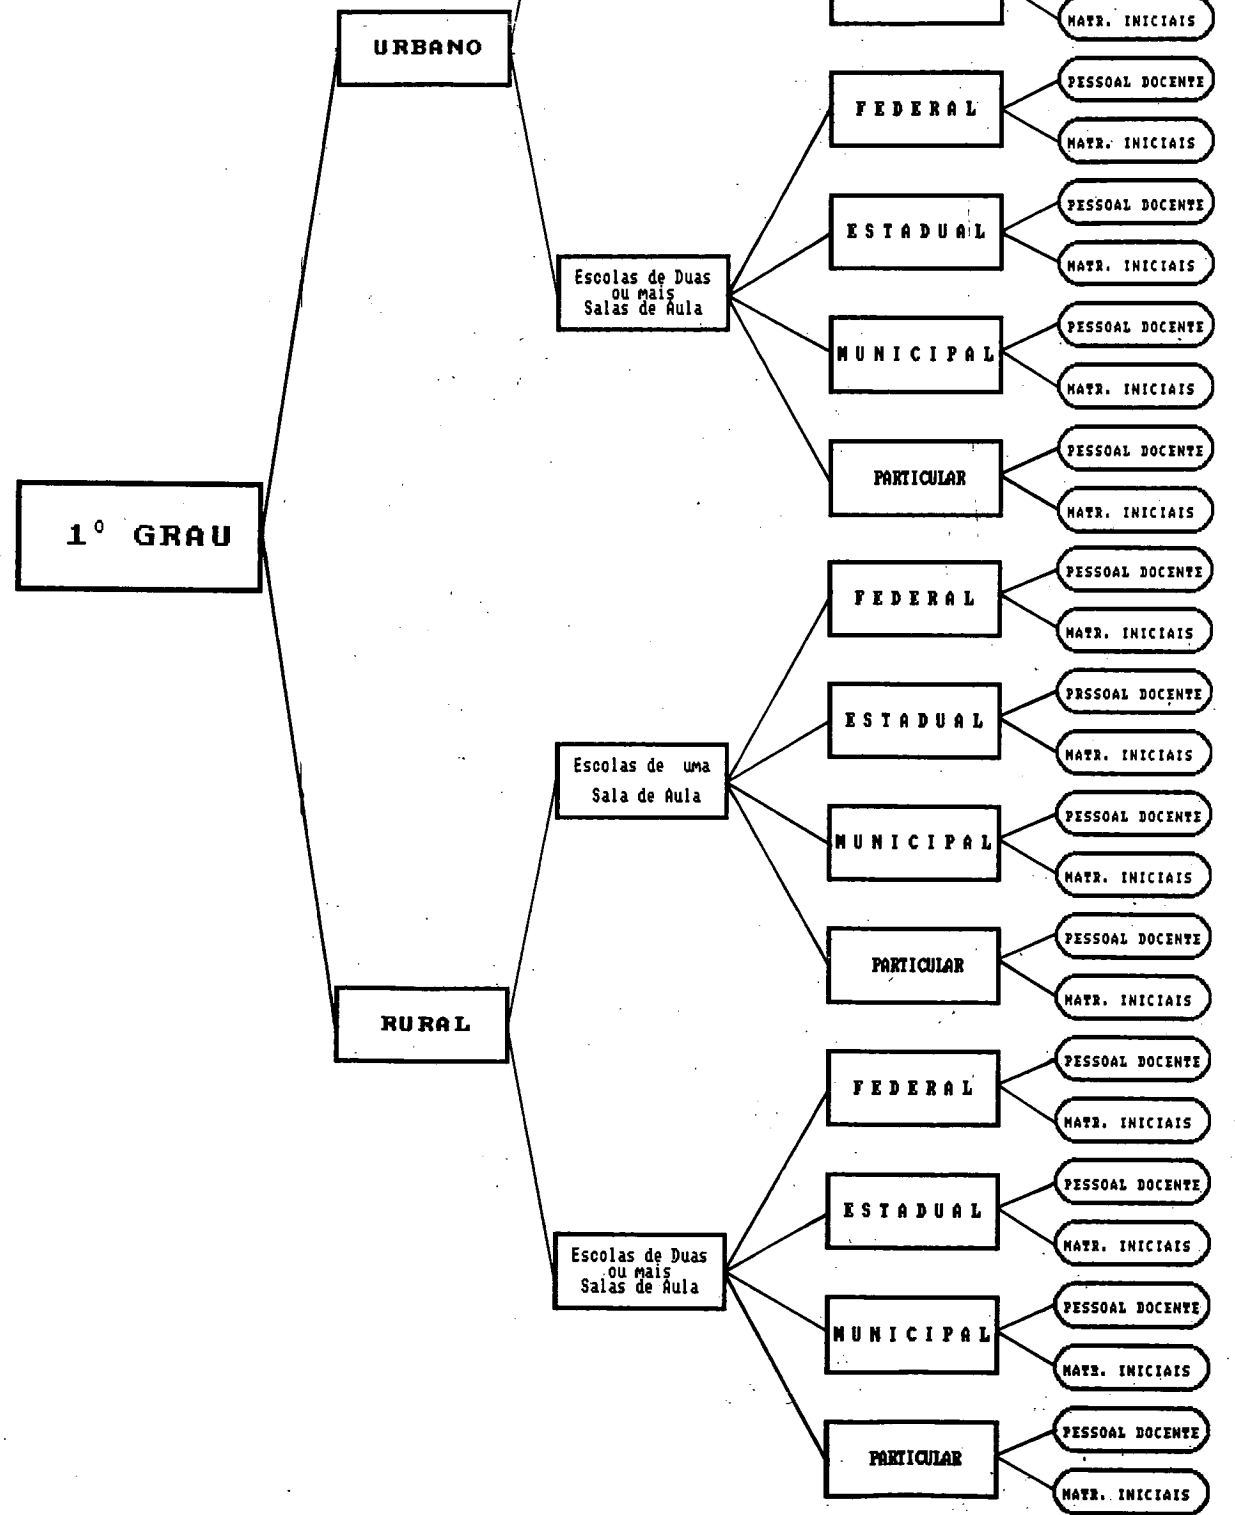 MATR. INICIAIS
URBANO
FEDERAL
PESSOAL DOCENTE
MATR. INICIAIS
ESTADUAL
PESSOAL DOCENTE
MATR. INICIAIS
Escolas de Duas
ou mais
Salas de Aula
MUNICIPAL
PESSOAL DOCENTE
MATR. INICIAIS
PARTICULAR
PESSOAL DOCENTE
MATR. INICIAIS
1º GRAU
FEDERAL
PESSOAL DOCENTE
MATR. INICIAIS
ESTADUAL
PRSSOAL DOCENTE
MATR. INICIAIS
Escolas de uma
Sala de Aula
MUNICIPAL
PESSOAL DOCENTE
MATR. INICIAIS
PARTICULAR
PESSOAL DOCENTE
MATR. INICIAIS
RURAL
FEDERAL
PESSOAL DOCENTE
MATR. INICIAIS
ESTADUAL
PESSOAL DOCENTE
MATR. INICIAIS
Escolas de Duas
ou mais
Salas de Aula
MUNICIPAL
PESSOAL DOCENTE
MATR. INICIAIS
PARTICULAR
PESSOAL DOCENTE
MATR. INICIAIS